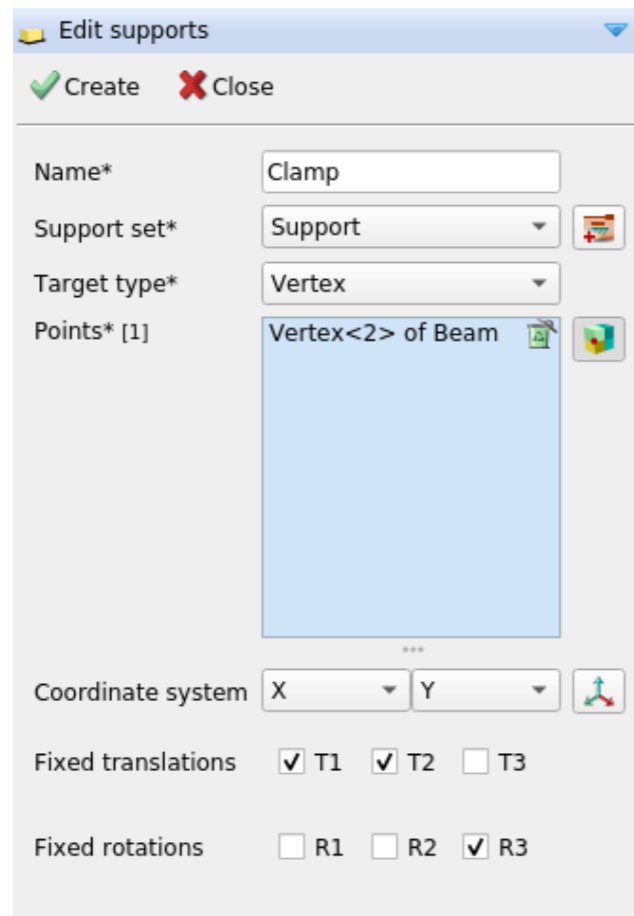 Edit supports
Create Close
Name* Clamp
Support set* Support
Target type* Vertex
Points* [1] Vertex<2> of Beam
Coordinate system X Y
Fixed translations T1 T2 T3
Fixed rotations R1 R2 R3